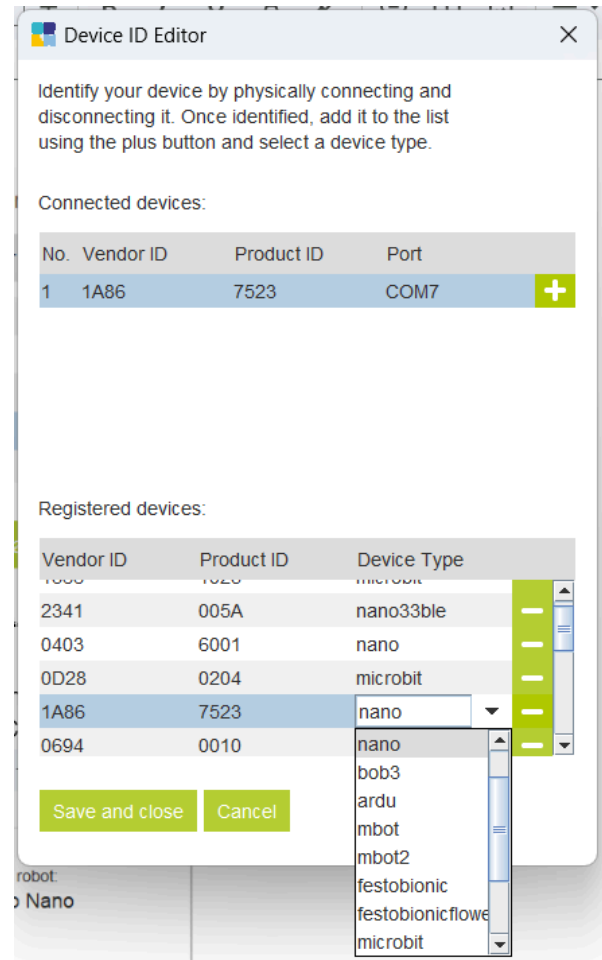 Device ID Editor
Identify your device by physically connecting and
disconnecting it. Once identified, add it to the list
using the plus button and select a device type.
Connected devices:
No. Vendor ID Product ID Port
1 1A86 7523 COM7
Registered devices:
Vendor ID Product ID Device Type
microbit
2341 005A nano33ble
0403 6001 nano
0D28 0204 microbit
1A86 7523 nano
0694 0010
nano
bob3
ardu
mbot
mbot2
festobionic
festobionicflowe
microbit
Save and close Cancel
robot:
Nano